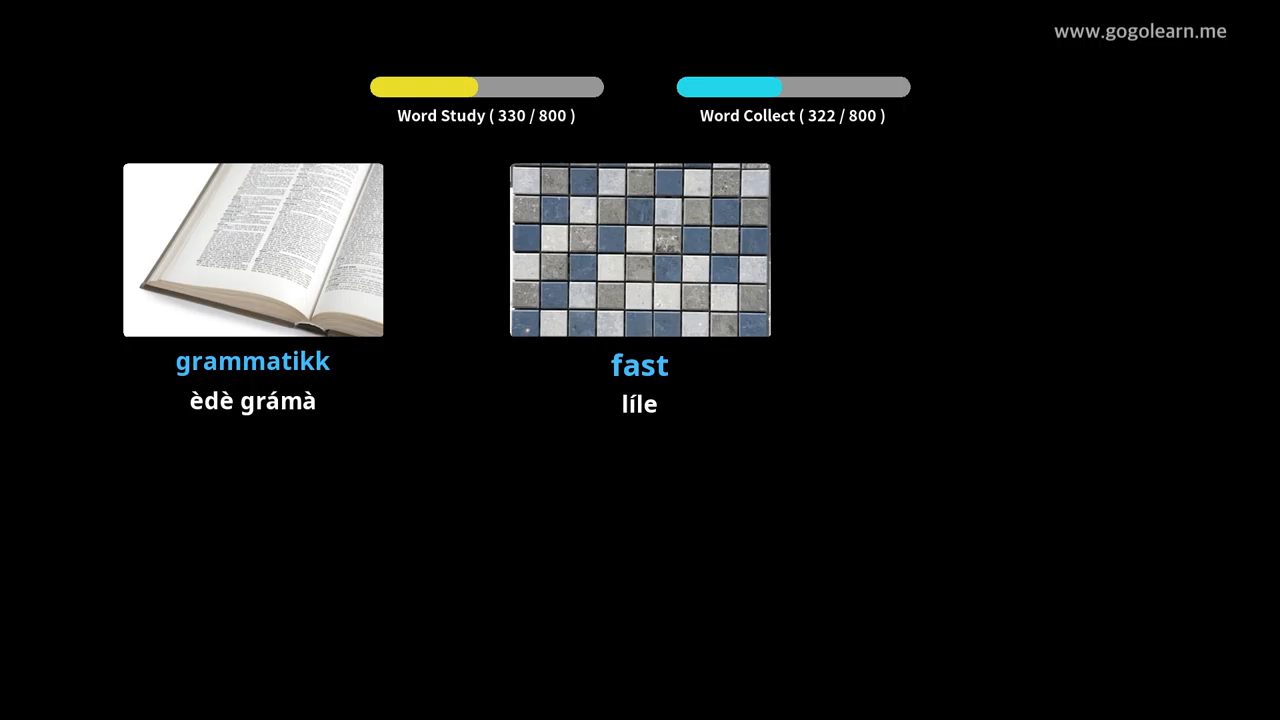 www.gogolearn.me
Word Study ( 330 / 800 )
Word Collect ( 322 / 800 )
grammatikk
èdè grámà
fast
líle